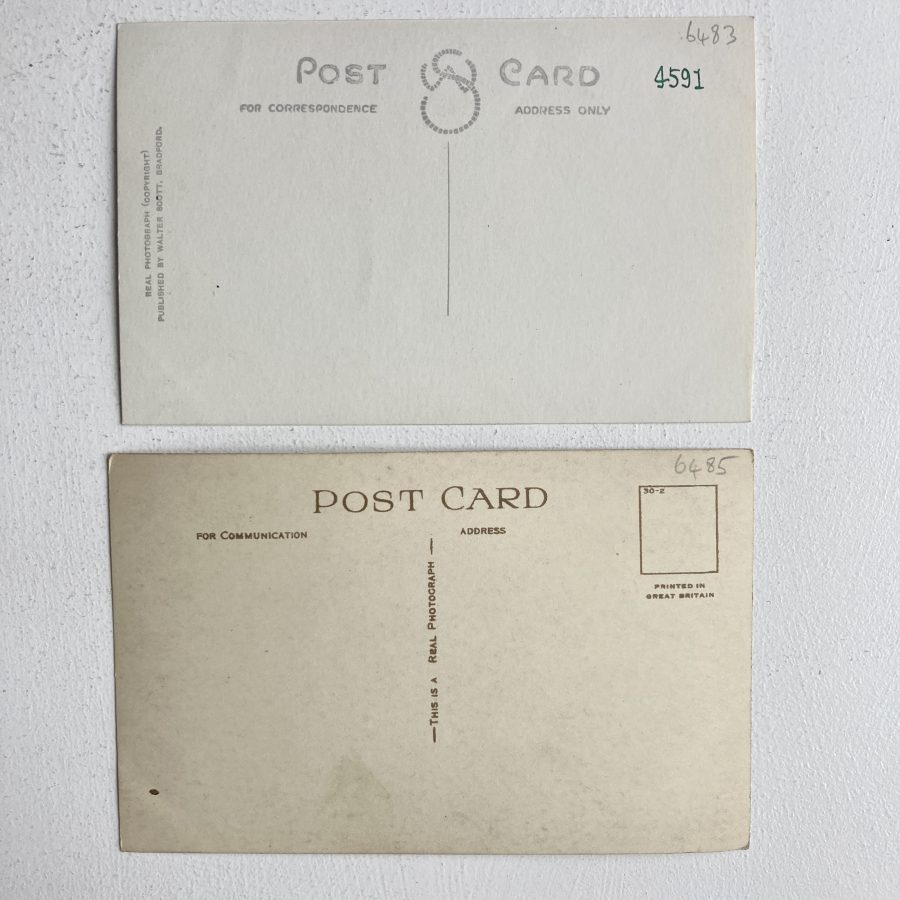 6483
POST CARD
4591
FOR CORRESPONDENCE ADDRESS ONLY
REAL PHOTOGRAPH (COPYRIGHT)
PUBLISHED BY WALTER SCOTT, BRADFORD.
6485
POST CARD
30-Z
FOR COMMUNICATION ADDRESS
—THIS IS A REAL PHOTOGRAPH—
PRINTED IN
GREAT BRITAIN